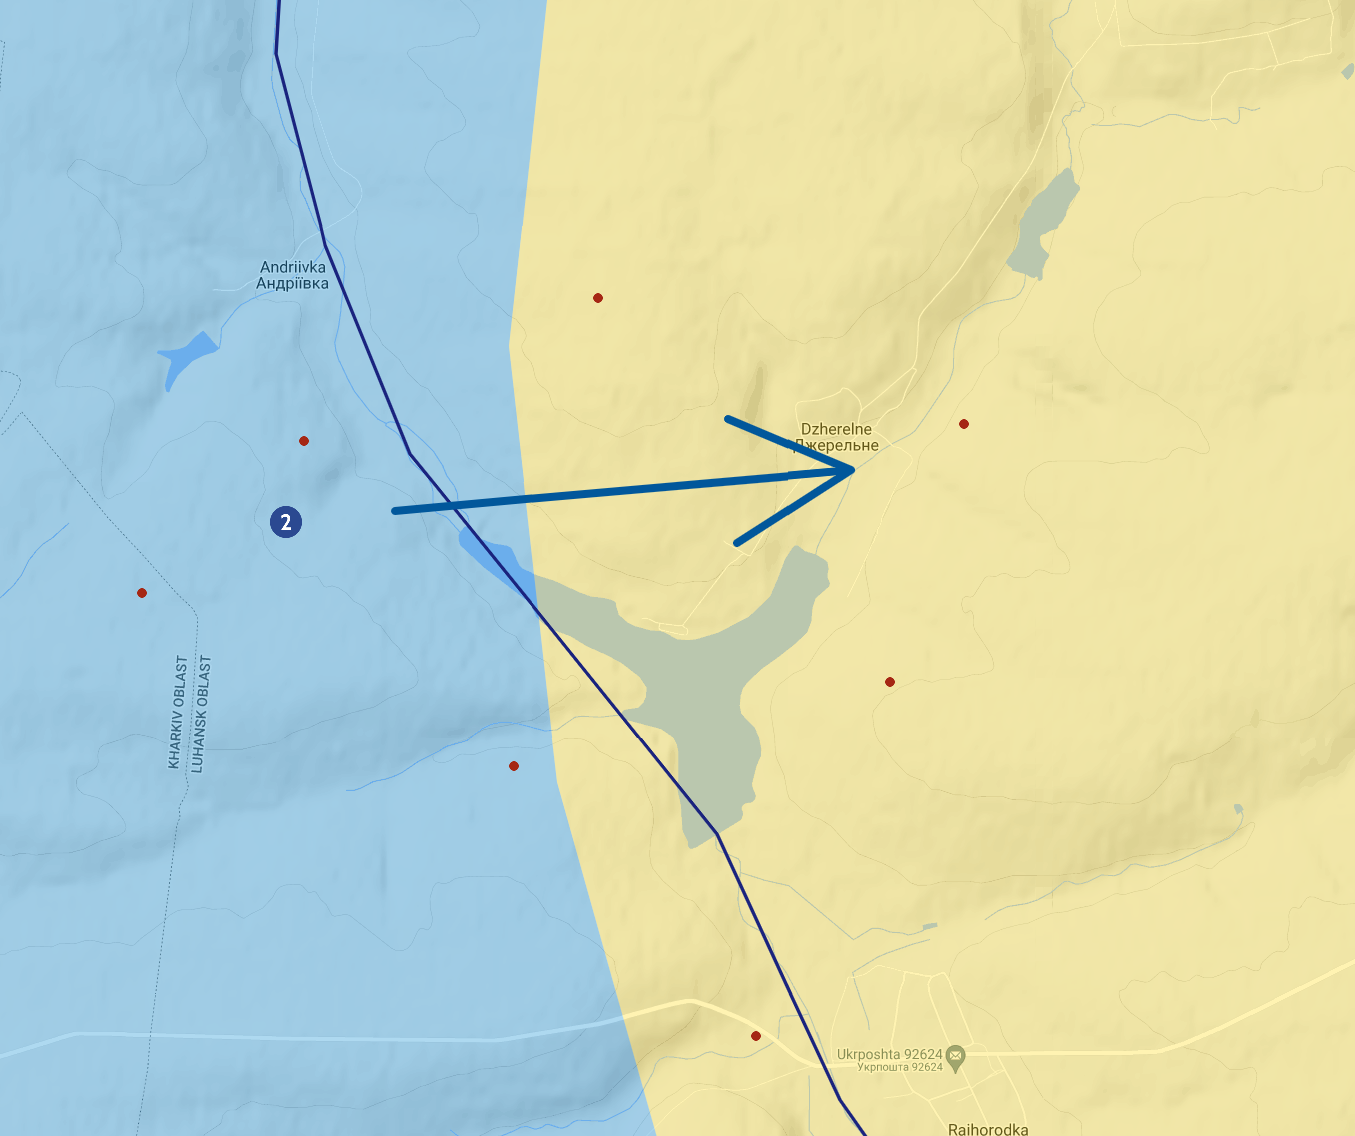 Andriivka
Андріївка
Dzherelne
Джерельне
2
KHARKIV OBLAST
LUHANSK OBLAST
Ukrposhta 92624
Укрпошта 92624
Raihorodka